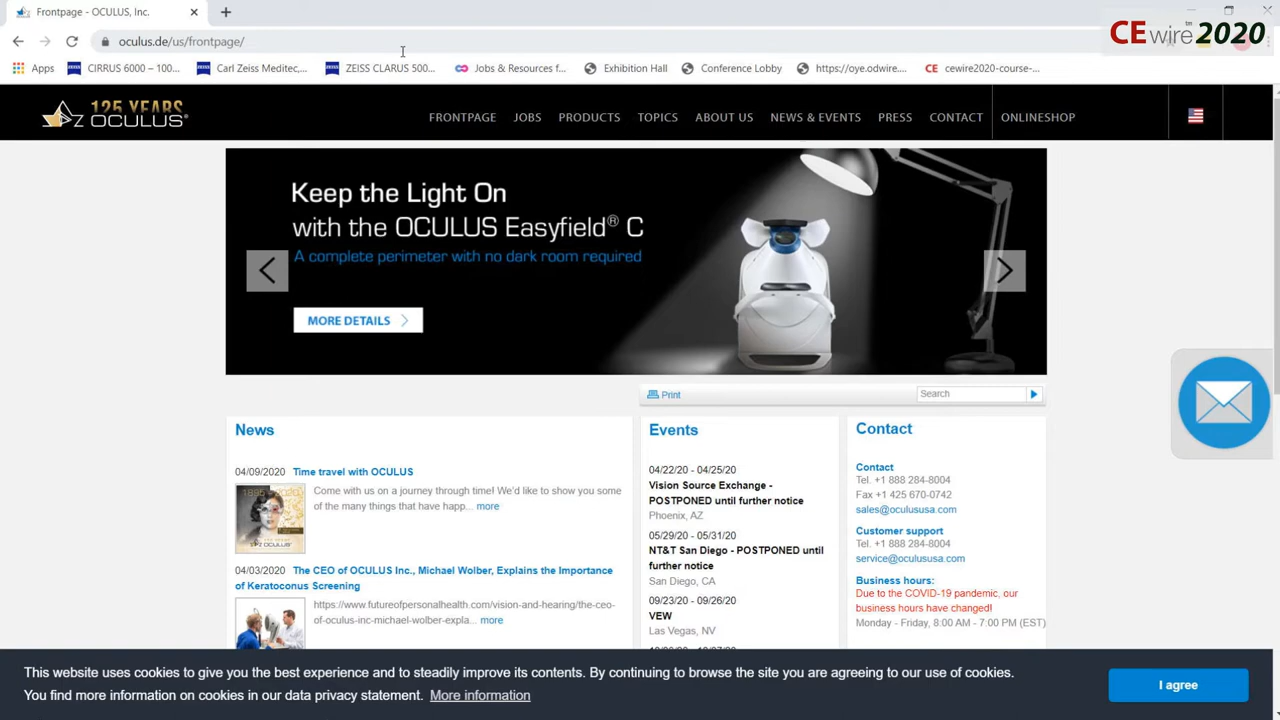 Frontpage - OCULUS, Inc.
CEwire™2020
oculus.de/us/frontpage/
Apps
CIRRUS 6000 – 100...
Carl Zeiss Meditec,...
ZEISS CLARUS 500...
Jobs & Resources f...
Exhibition Hall
Conference Lobby
https://oye.odwire....
CE cewire2020-course-...
125 YEARS
OCULUS®
FRONTPAGE JOBS PRODUCTS TOPICS ABOUT US NEWS & EVENTS PRESS CONTACT ONLINESHOP
Keep the Light On
with the OCULUS Easyfield® C
A complete perimeter with no dark room required
MORE DETAILS
Print
Search
News
04/09/2020 Time travel with OCULUS
Come with us on a journey through time! We'd like to show you some
of the many things that have happ... more
04/03/2020 The CEO of OCULUS Inc., Michael Wolber, Explains the Importance
of Keratoconus Screening
https://www.futureofpersonalhealth.com/vision-and-hearing/the-ceo-
of-oculus-inc-michael-wolber-expla... more
Events
04/22/20 - 04/25/20
Vision Source Exchange -
POSTPONED until further notice
Phoenix, AZ
05/29/20 - 05/31/20
NT&T San Diego - POSTPONED until
further notice
San Diego, CA
09/23/20 - 09/26/20
VEW
Las Vegas, NV
Contact
Contact
Tel. +1 888 284-8004
Fax +1 425 670-0742
sales@oculususa.com
Customer support
Tel. +1 888 284-8004
service@oculususa.com
Business hours:
Due to the COVID-19 pandemic, our
business hours have changed!
Monday - Friday, 8:00 AM - 7:00 PM (EST)
This website uses cookies to give you the best experience and to steadily improve its contents. By continuing to browse the site you are agreeing to our use of cookies.
You find more information on cookies in our data privacy statement. More information
I agree